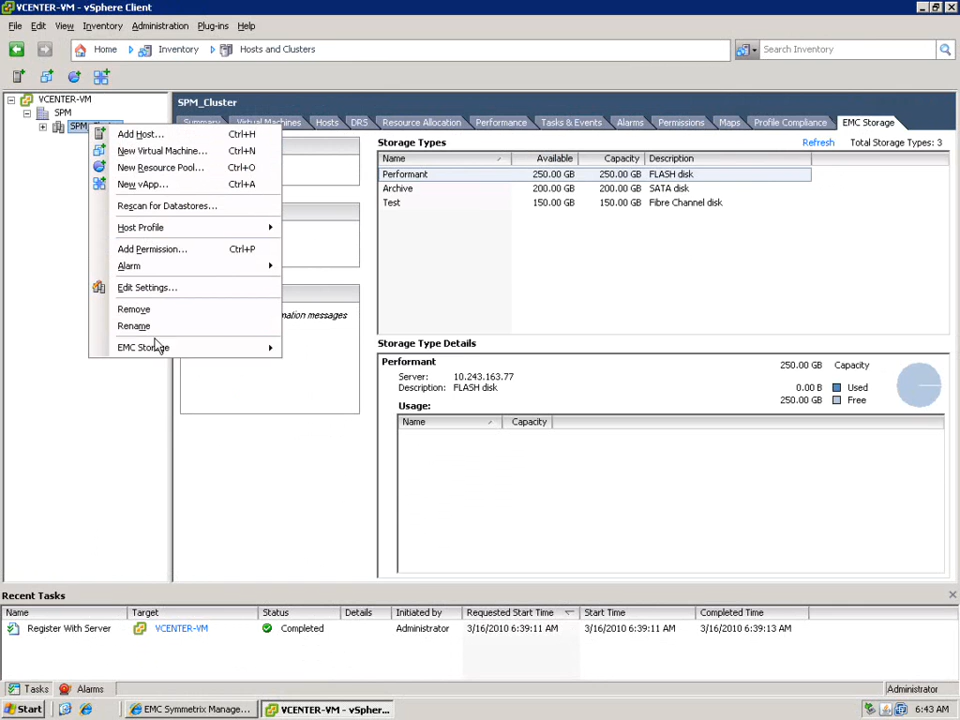 VCENTER-VM - vSphere Client
File Edit View Inventory Administration Plug-ins Help
Home Inventory Hosts and Clusters Search Inventory
VCENTER-VM
SPM
Add Host... Ctrl+H
New Virtual Machine... Ctrl+N
New Resource Pool... Ctrl+O
New vApp... Ctrl+A
Rescan for Datastores...
Host Profile
Add Permission... Ctrl+P
Alarm
Edit Settings...
Remove
Rename
EMC Storage
mation messages
SPM_Cluster
Summary Virtual Machines Hosts DRS Resource Allocation Performance Tasks & Events Alarms Permissions Maps Profile Compliance EMC Storage
Storage Types Refresh Total Storage Types: 3
Name Available Capacity Description
Performant 250.00 GB 250.00 GB FLASH disk
Archive 200.00 GB 200.00 GB SATA disk
Test 150.00 GB 150.00 GB Fibre Channel disk
Storage Type Details
Performant 250.00 GB Capacity
Server: 10.243.163.77
Description: FLASH disk 0.00 B Used
250.00 GB Free
Usage:
Name Capacity
Recent Tasks
Name Target Status Details Initiated by Requested Start Time Start Time Completed Time
Register With Server VCENTER-VM Completed Administrator 3/16/2010 6:39:11 AM 3/16/2010 6:39:11 AM 3/16/2010 6:39:13 AM
Tasks Alarms Administrator
Start EMC Symmetrix Manage... VCENTER-VM - vSpher... 6:43 AM